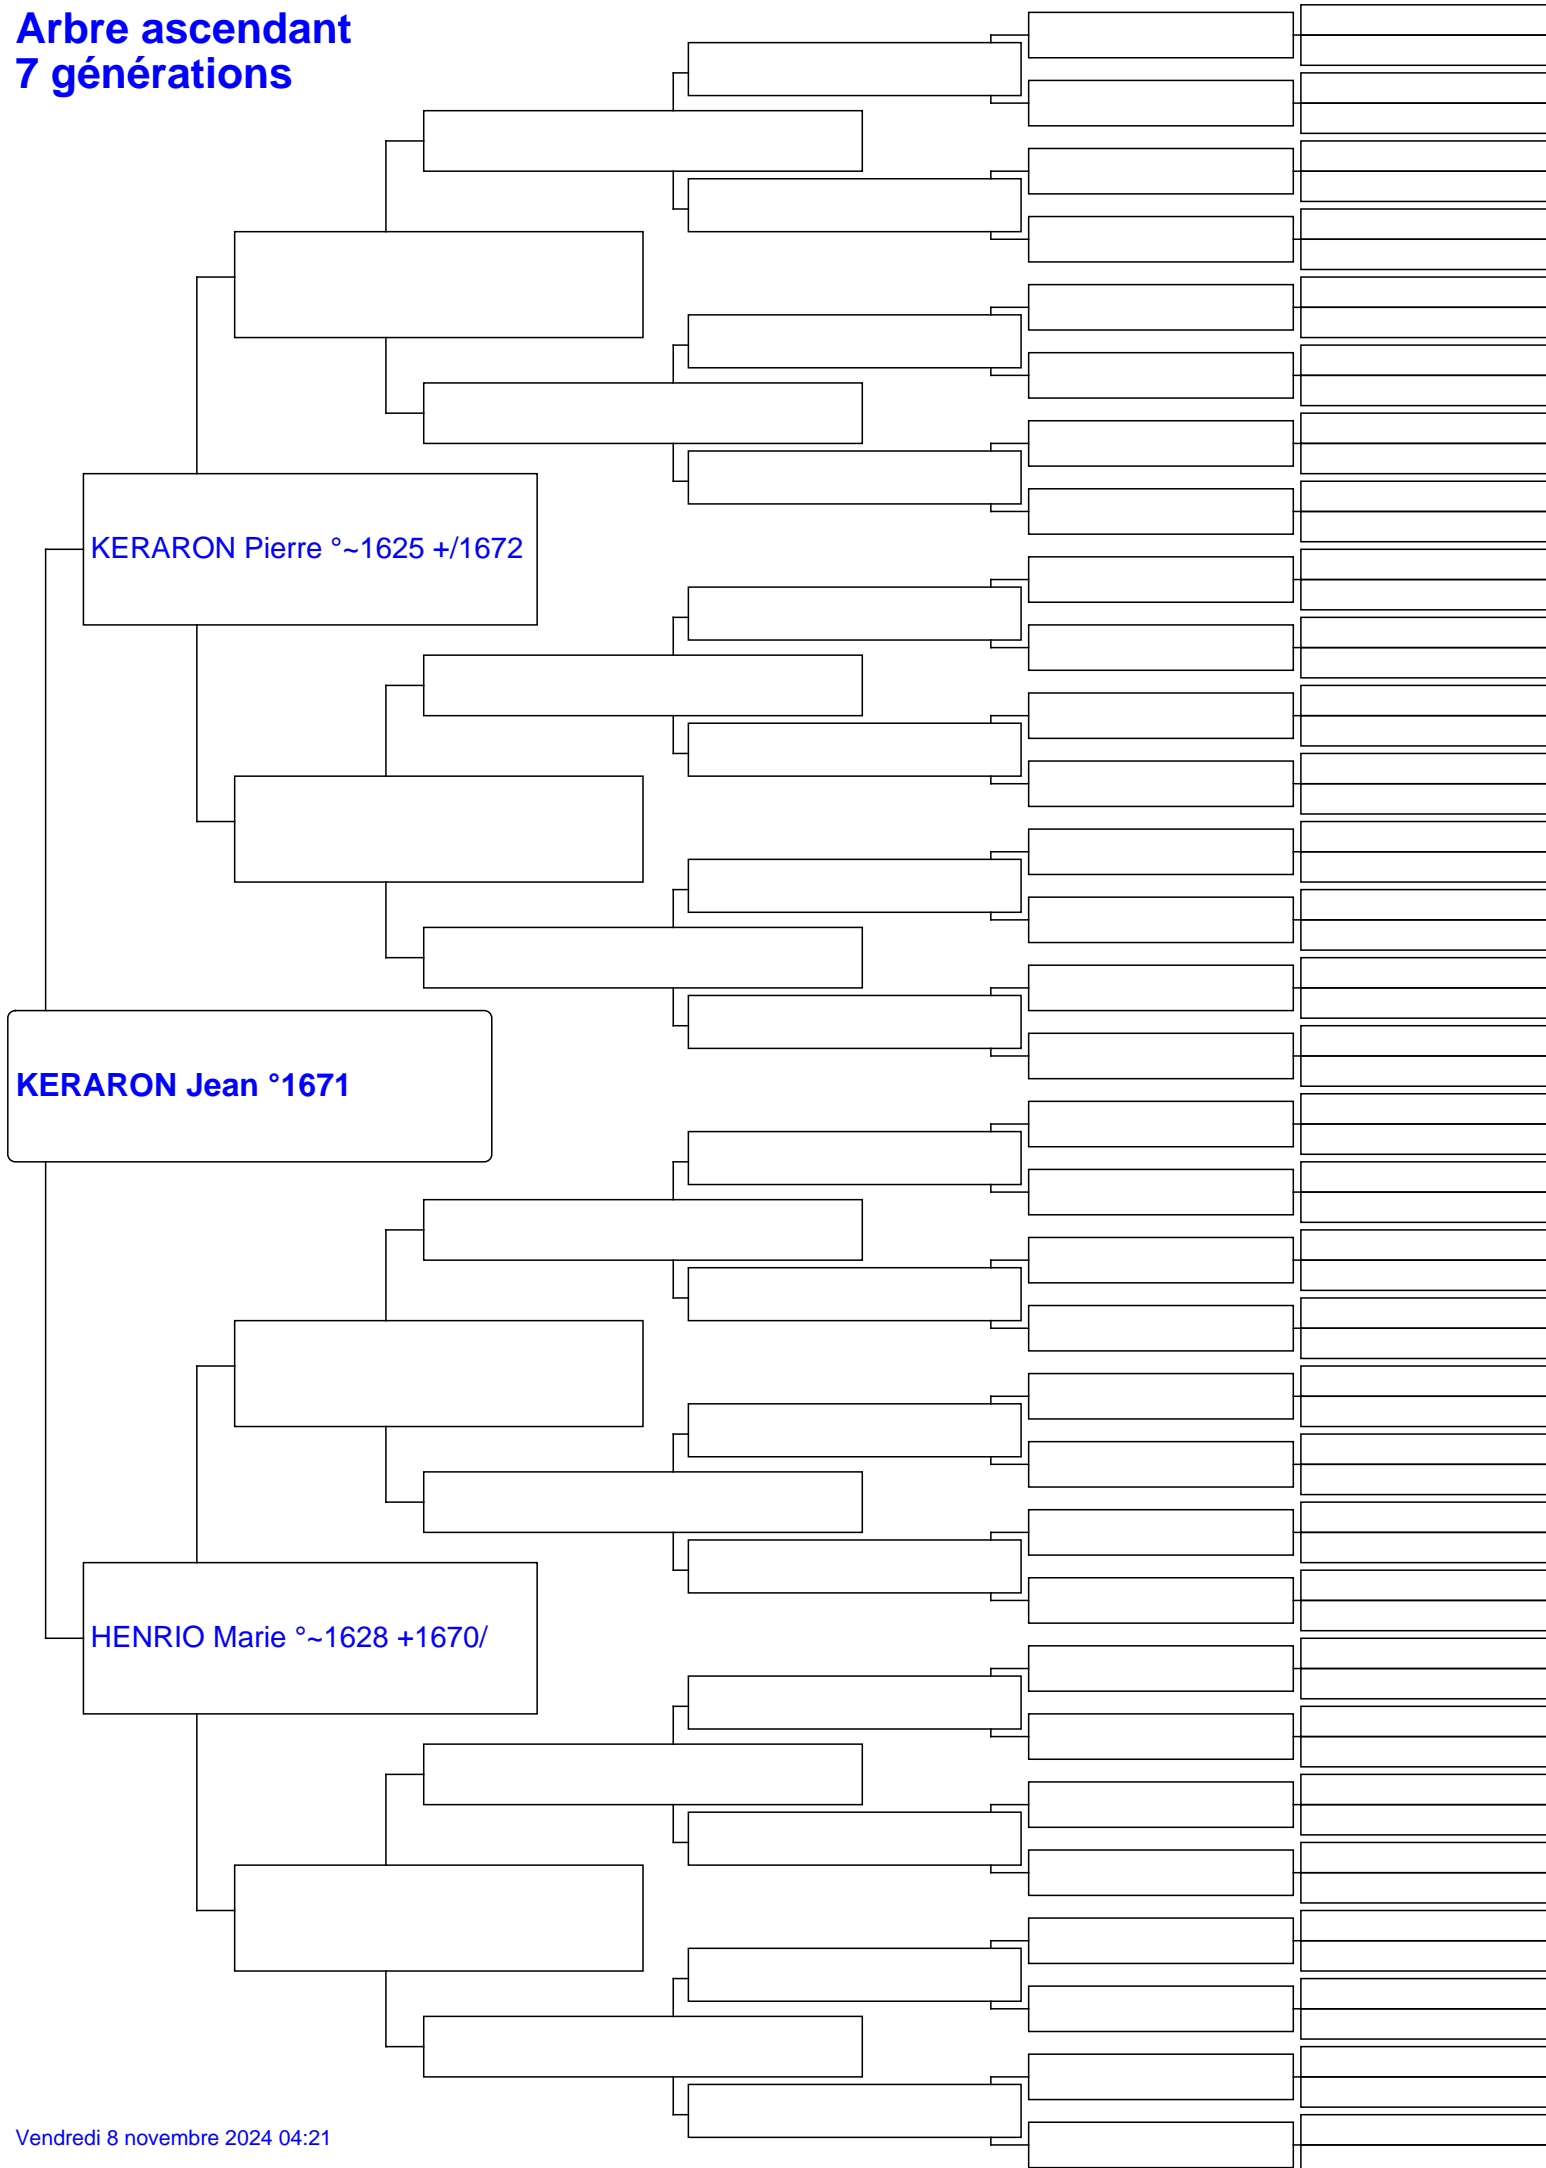 Arbre ascendant
7 générations
KERARON Pierre °~1625 +/1672
KERARON Jean °1671
HENRIO Marie °~1628 +1670/
Vendredi 8 novembre 2024 04:21